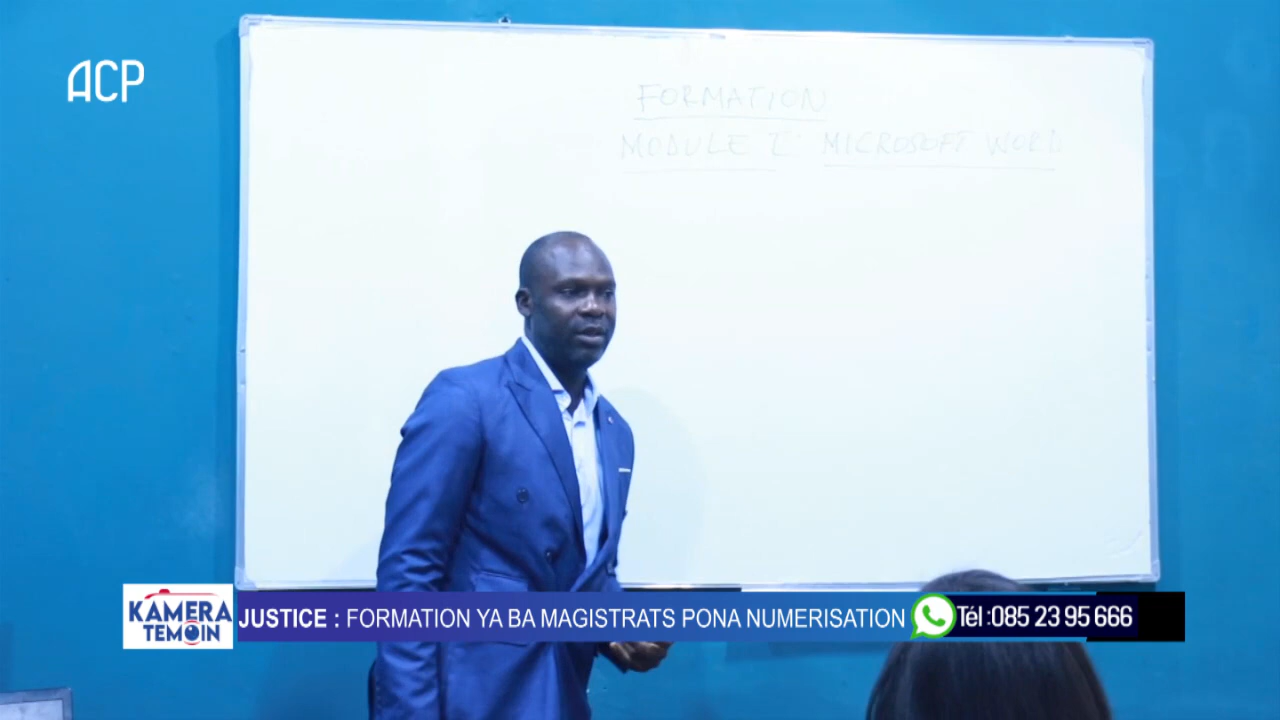 ACP
FORMATION
MODULE I: MICROSOFT WORD
KAMERA
TEMOIN
JUSTICE : FORMATION YA BA MAGISTRATS PONA NUMERISATION
Tél :085 23 95 666